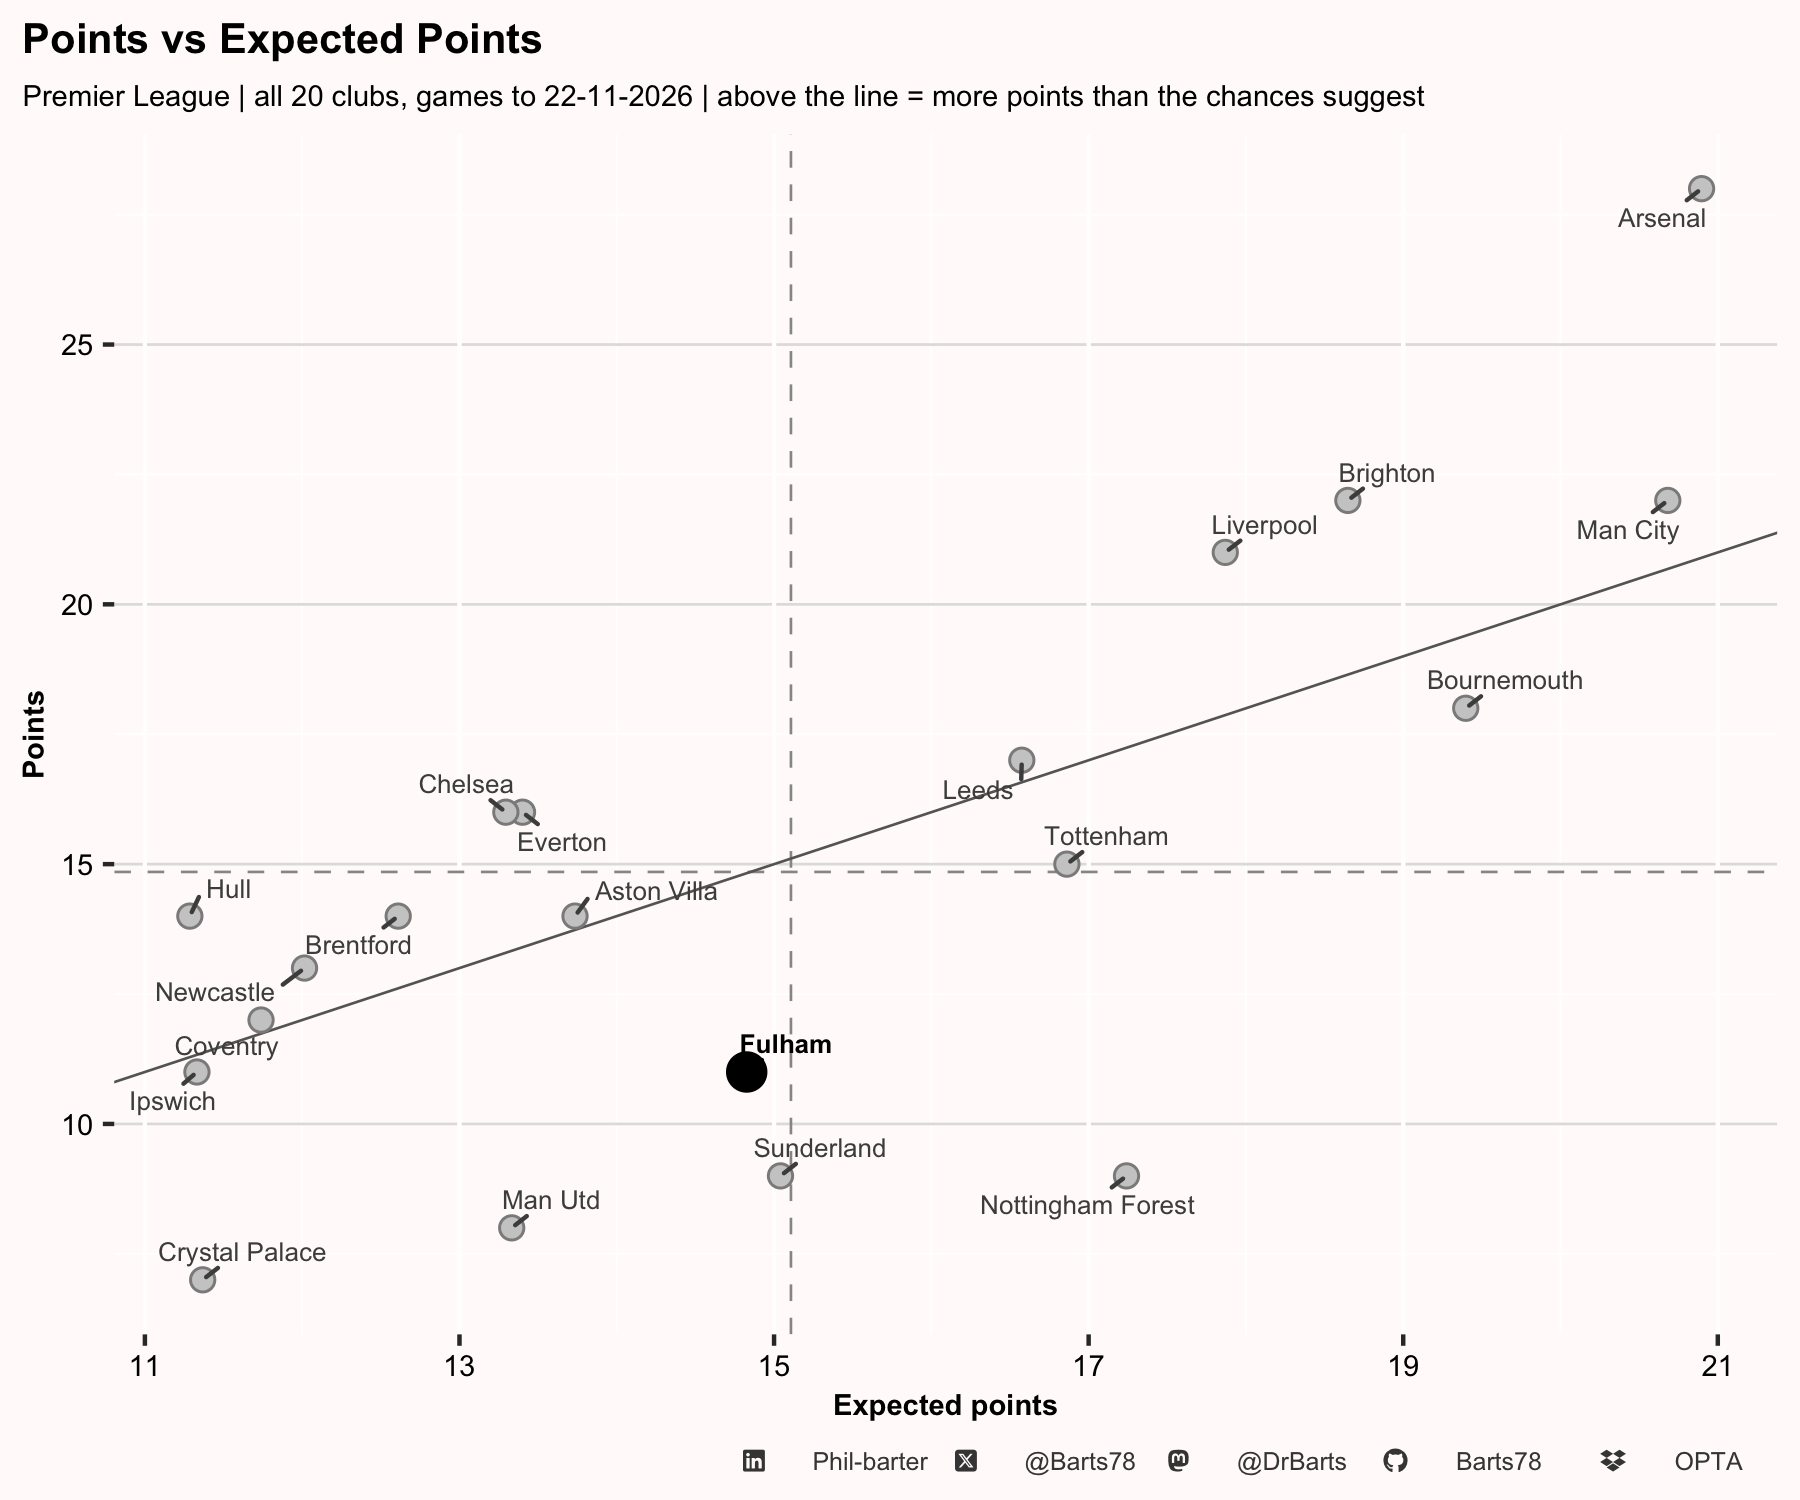 Points vs Expected Points
Premier League | all 20 clubs, games to 22-11-2026 | above the line = more points than the chances suggest
Arsenal
25
Brighton
Man City
Liverpool
20
Bournemouth
Points
Leeds
Chelsea
Everton
Tottenham
15
Hull
Aston Villa
Brentford
Newcastle
Coventry
Fulham
Ipswich
10
Sunderland
Nottingham Forest
Man Utd
Crystal Palace
11 13 15 17 19 21
Expected points
Phil-barter @Barts78 @DrBarts Barts78 OPTA